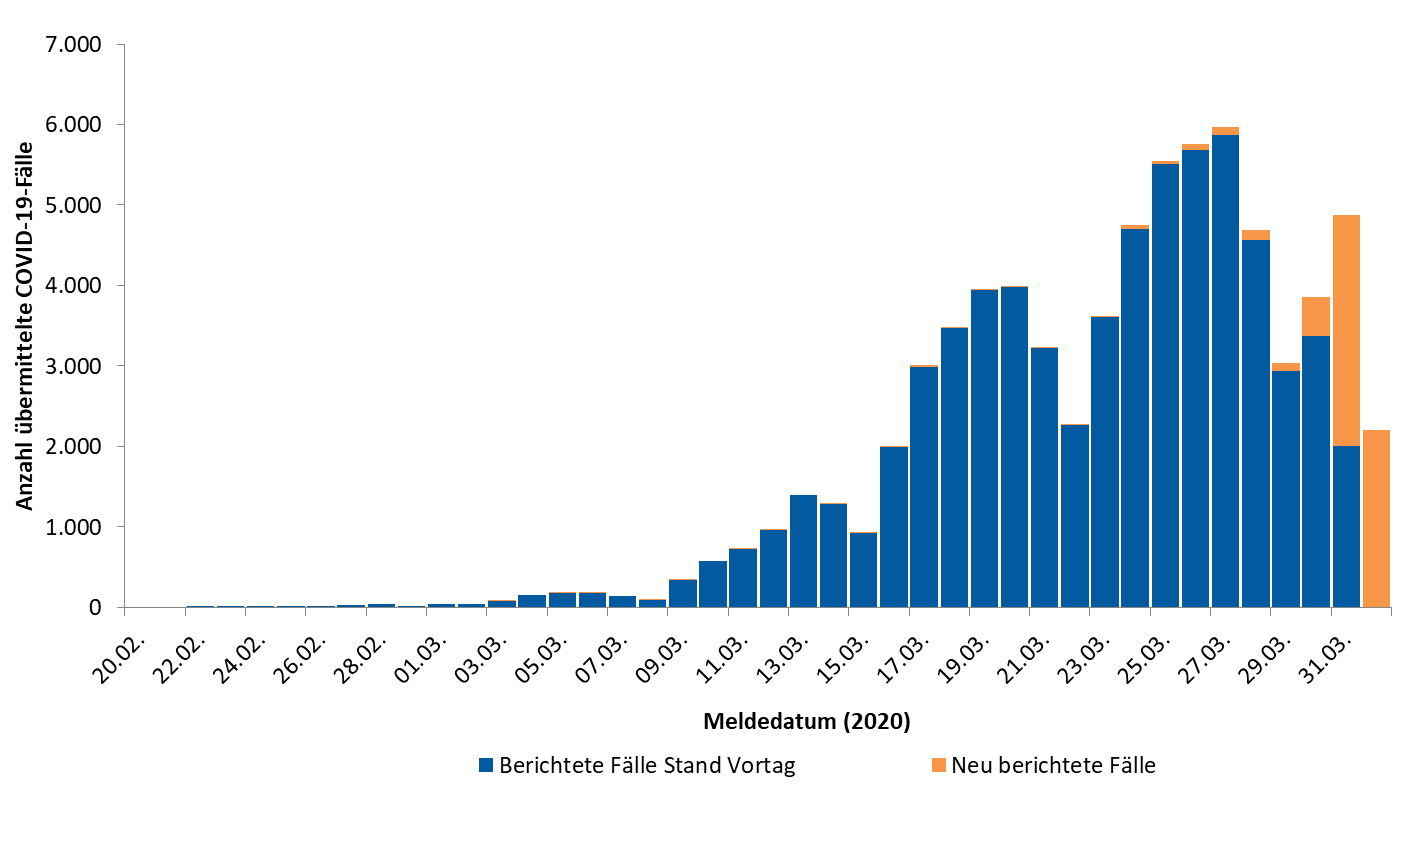 7.000
6.000
5.000
4.000
3.000
2.000
1.000
0
Anzahl übermittelte COVID-19-Fälle
20.02. 22.02. 24.02. 26.02. 28.02. 01.03. 03.03. 05.03. 07.03. 09.03. 11.03. 13.03. 15.03. 17.03. 19.03. 21.03. 23.03. 25.03. 27.03. 29.03. 31.03.
Meldedatum (2020)
Berichtete Fälle Stand Vortag Neu berichtete Fälle